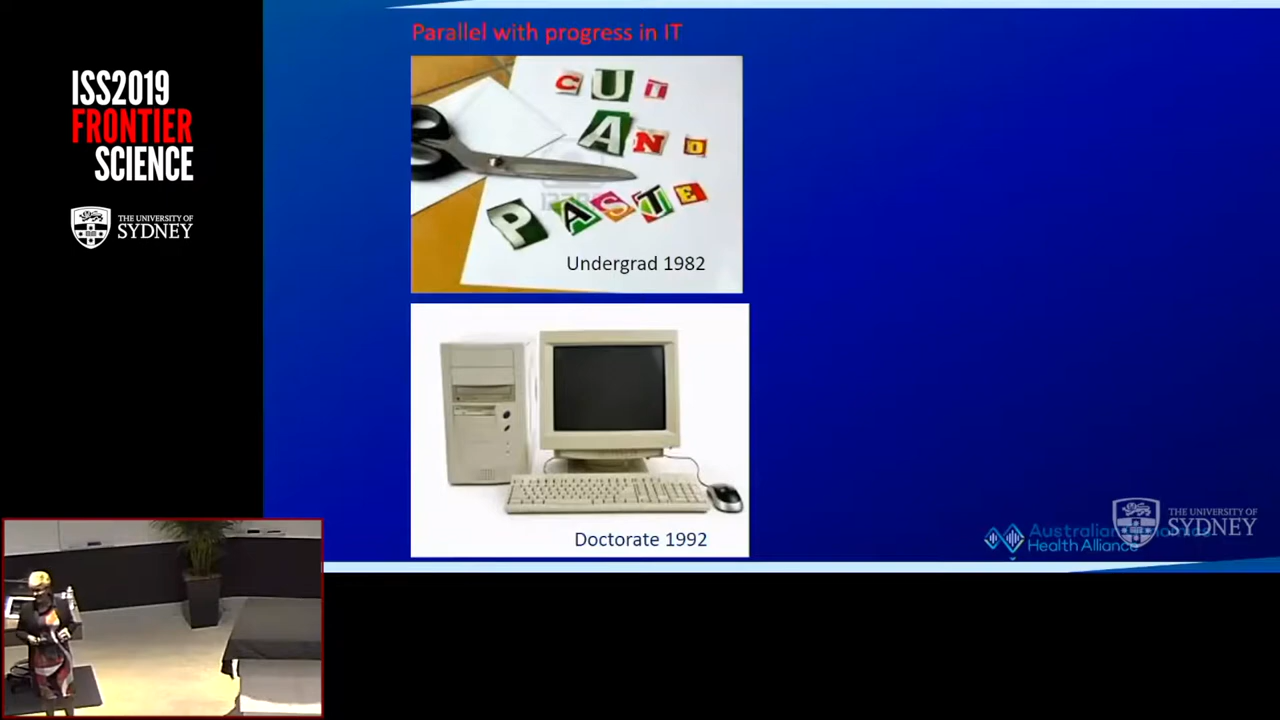 ISS2019
FRONTIER
SCIENCE
THE UNIVERSITY OF
SYDNEY
Parallel with progress in IT
CUT
AND
PASTE
Undergrad 1982
Doctorate 1992
Health Alliance
THE UNIVERSITY OF
SYDNEY